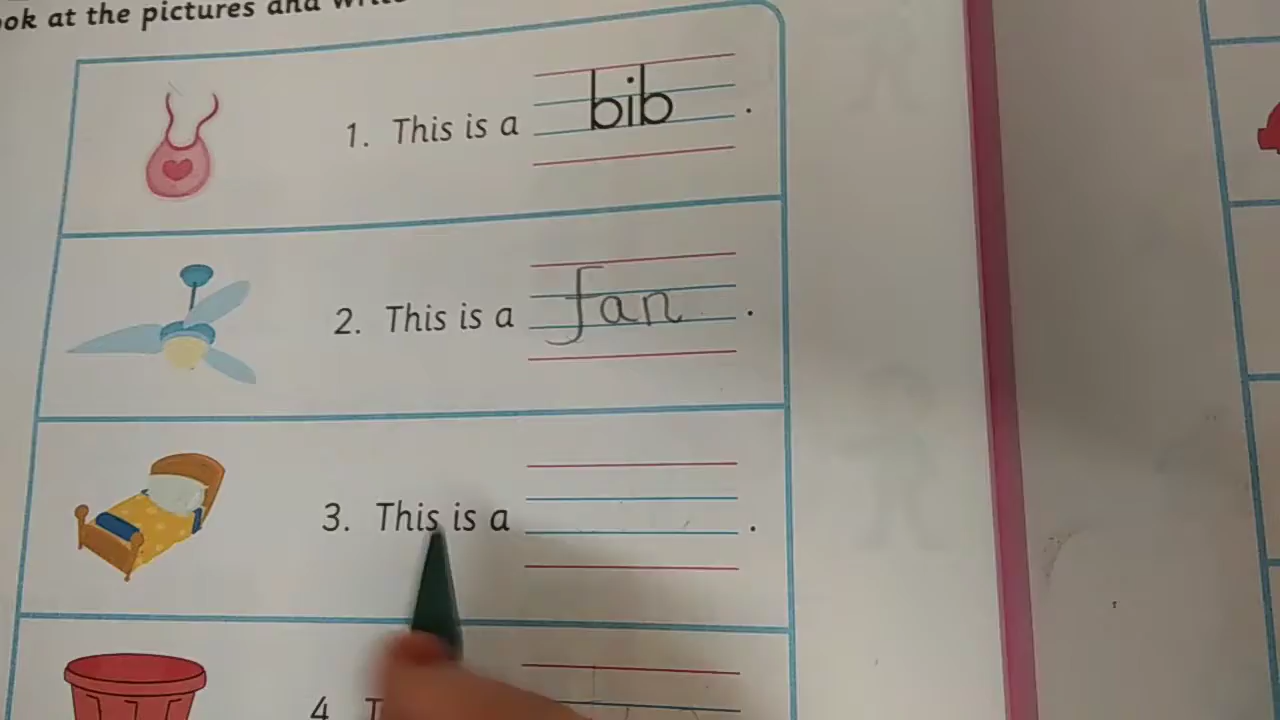 ok at the pictures and
1. This is a bib .
2. This is a fan .
3. This is a .
4